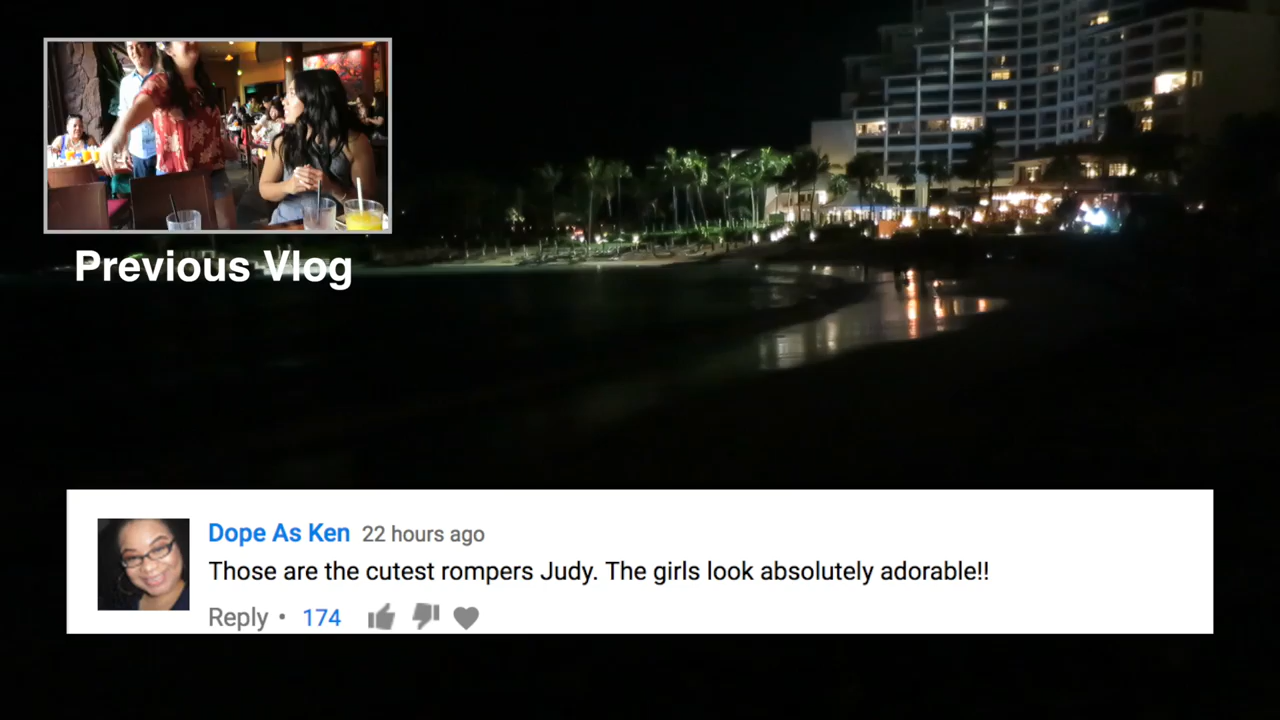 Previous Vlog
Dope As Ken 22 hours ago
Those are the cutest rompers Judy. The girls look absolutely adorable!!
Reply • 174